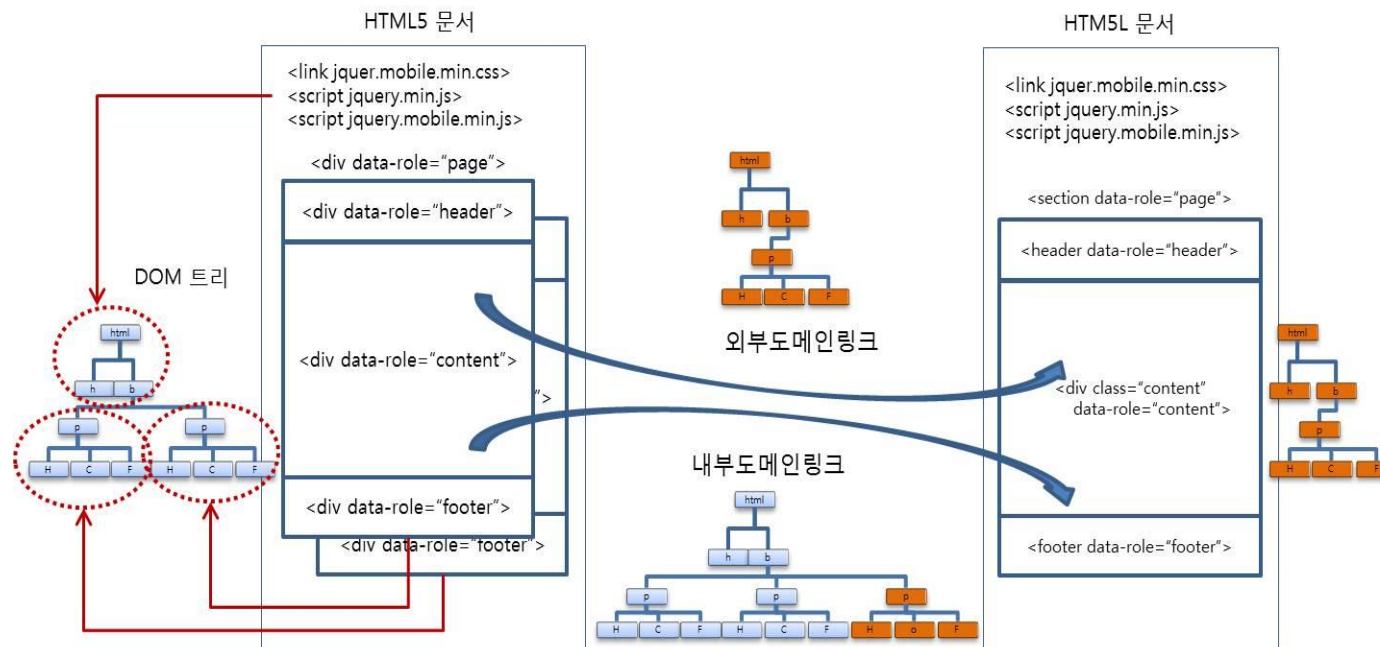 HTML5 문서
<link jquer.mobile.min.css>
<script jquery.min.js>
<script jquery.mobile.min.js>
<div data-role=“page”>
<div data-role=“header”>
<div data-role=“content”>
”>
<div data-role=“footer”>
<div data-role=“footer”>
DOM 트리
html
h b
p p
H C F H C F
html
h b
p
H C F
외부도메인링크
내부도메인링크
html
h b
p p p
H C F H C F H o F
HTM5L 문서
<link jquer.mobile.min.css>
<script jquery.min.js>
<script jquery.mobile.min.js>
<section data-role=“page”>
<header data-role=“header”>
<div class=“content”
data-role=“content”>
<footer data-role=“footer”>
html
h b
p
H C F